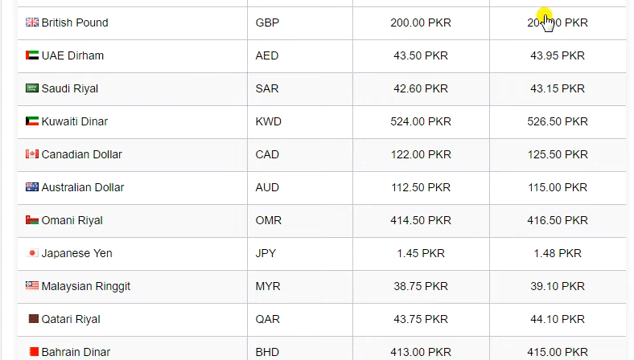 British Pound GBP 200.00 PKR
UAE Dirham AED 43.50 PKR 43.95 PKR
Saudi Riyal SAR 42.60 PKR 43.15 PKR
Kuwaiti Dinar KWD 524.00 PKR 526.50 PKR
Canadian Dollar CAD 122.00 PKR 125.50 PKR
Australian Dollar AUD 112.50 PKR 115.00 PKR
Omani Riyal OMR 414.50 PKR 416.50 PKR
Japanese Yen JPY 1.45 PKR 1.48 PKR
Malaysian Ringgit MYR 38.75 PKR 39.10 PKR
Qatari Riyal QAR 43.75 PKR 44.10 PKR
Bahrain Dinar BHD 413.00 PKR 415.00 PKR